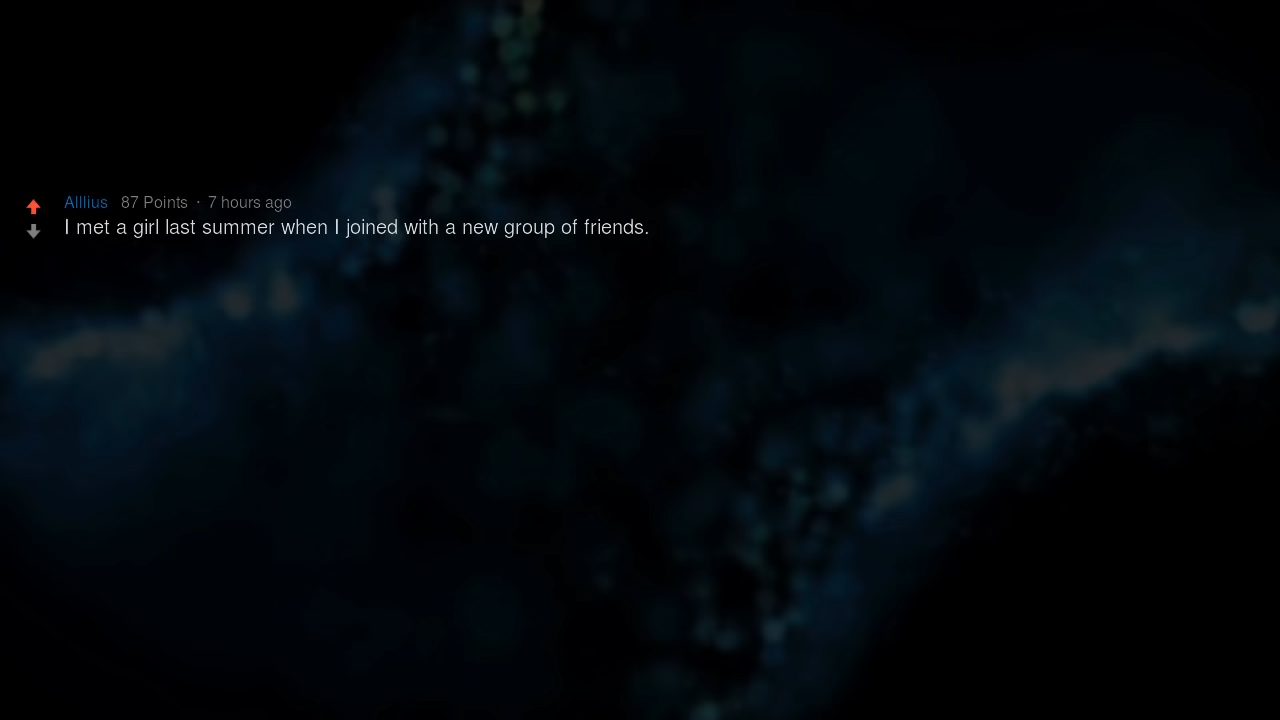 Alllius 87 Points · 7 hours ago
I met a girl last summer when I joined with a new group of friends.